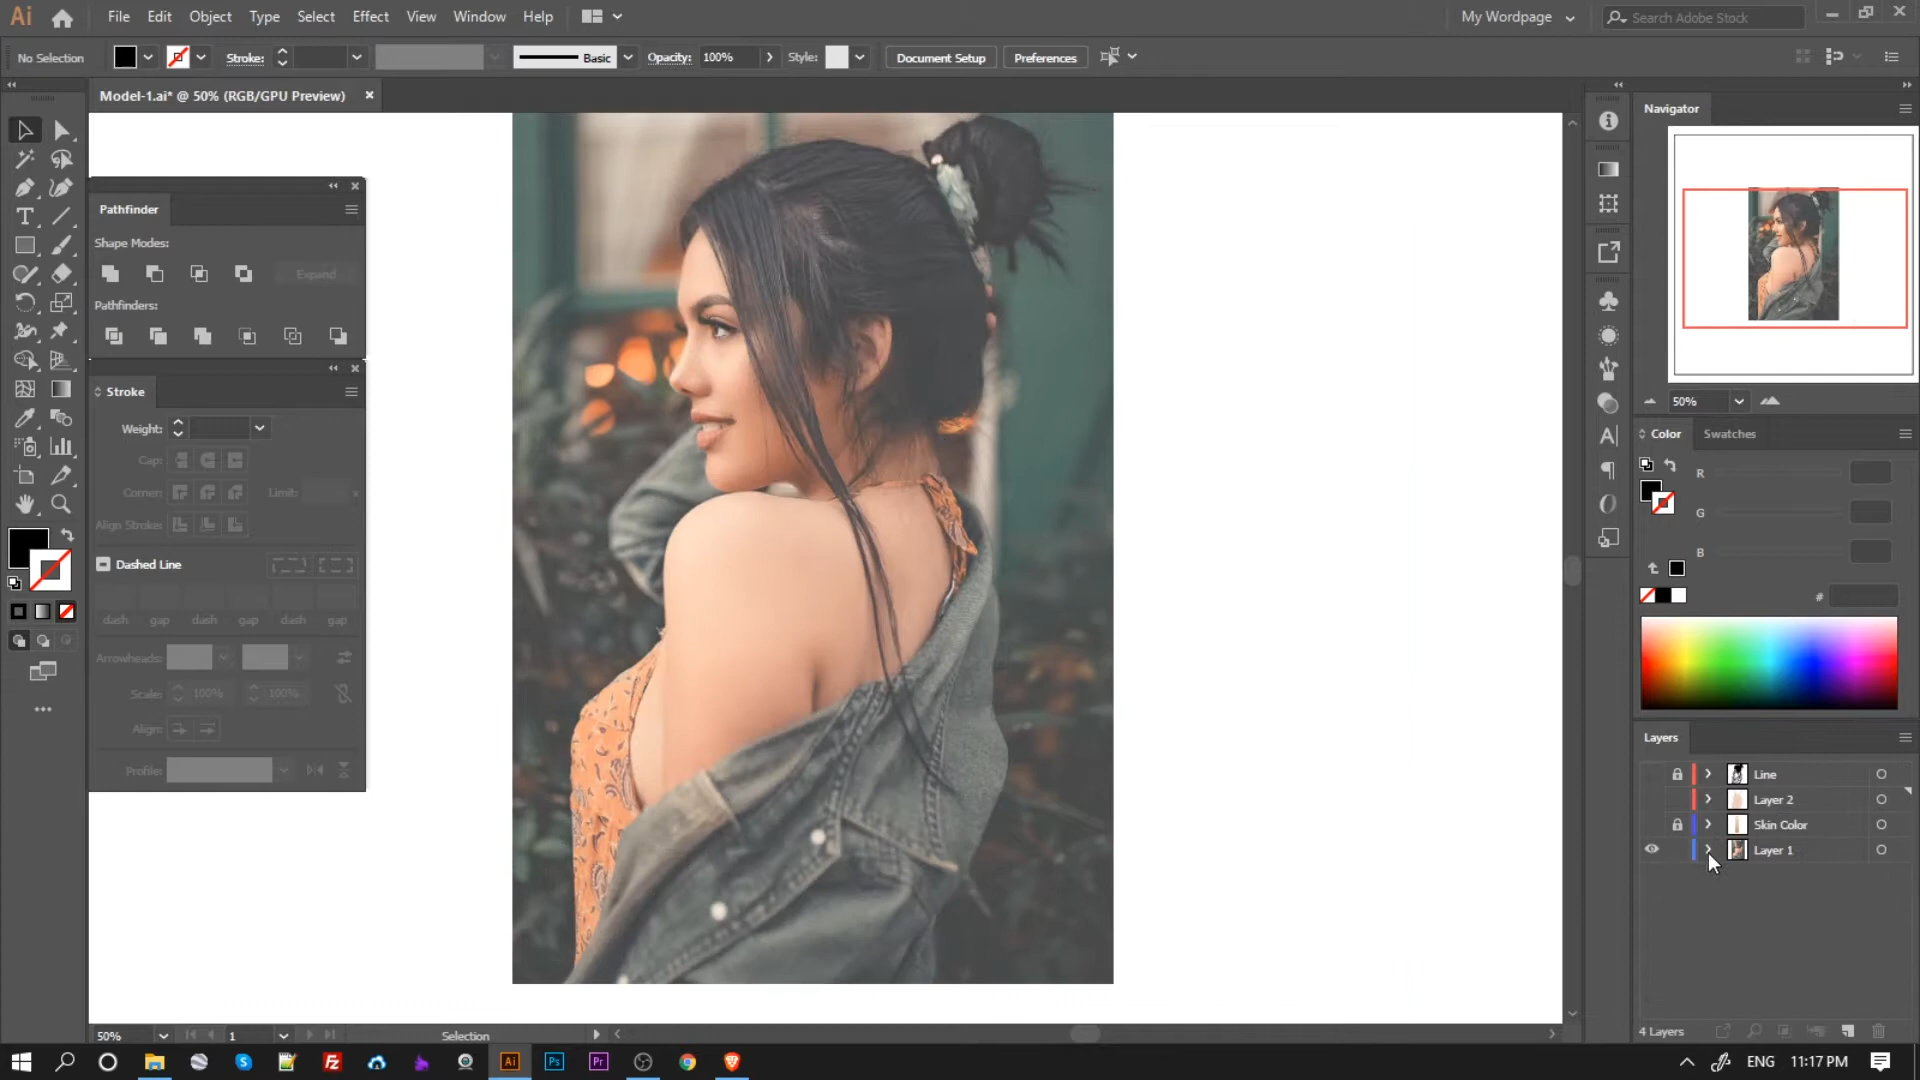 Ai File Edit Object Type Select Effect View Window Help My Wordpage Search Adobe Stock
No Selection Stroke: Basic Opacity: 100% Style: Document Setup Preferences
Model-1.ai* @ 50% (RGB/GPU Preview)
Navigator
Pathfinder
Shape Modes:
Expand
Pathfinders:
Stroke
50%
Weight:
Color Swatches
Cap:
R
Corner: Limit: x
G
Align Stroke:
B
Dashed Line
#
dash gap dash gap dash gap
Arrowheads:
Scale: 100% 100%
Align:
Profile:
Layers
Line
Layer 2
Skin Color
Layer 1
4 Layers
50% 1 Selection
Ai Ps Pr ENG 11:17 PM